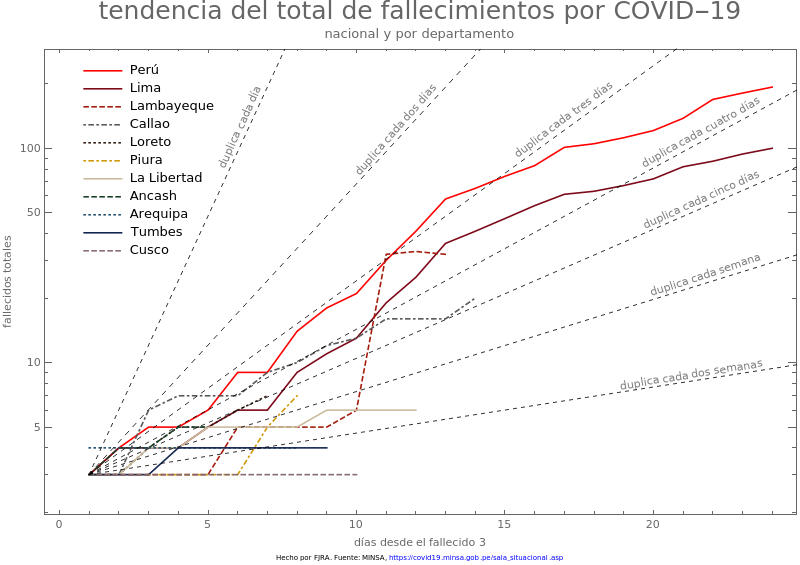 tendencia del total de fallecimientos por COVID−19
nacional y por departamento
Perú
Lima
Lambayeque
Callao
Loreto
Piura
La Libertad
Ancash
Arequipa
Tumbes
Cusco
duplica cada día
duplica cada dos días
duplica cada tres días
duplica cada cuatro días
duplica cada cinco días
duplica cada semana
duplica cada dos semanas
fallecidos totales
100
50
10
5
0 5 10 15 20
días desde el fallecido 3
Hecho por FJRA. Fuente: MINSA, https://covid19.minsa.gob.pe/sala_situacional .asp